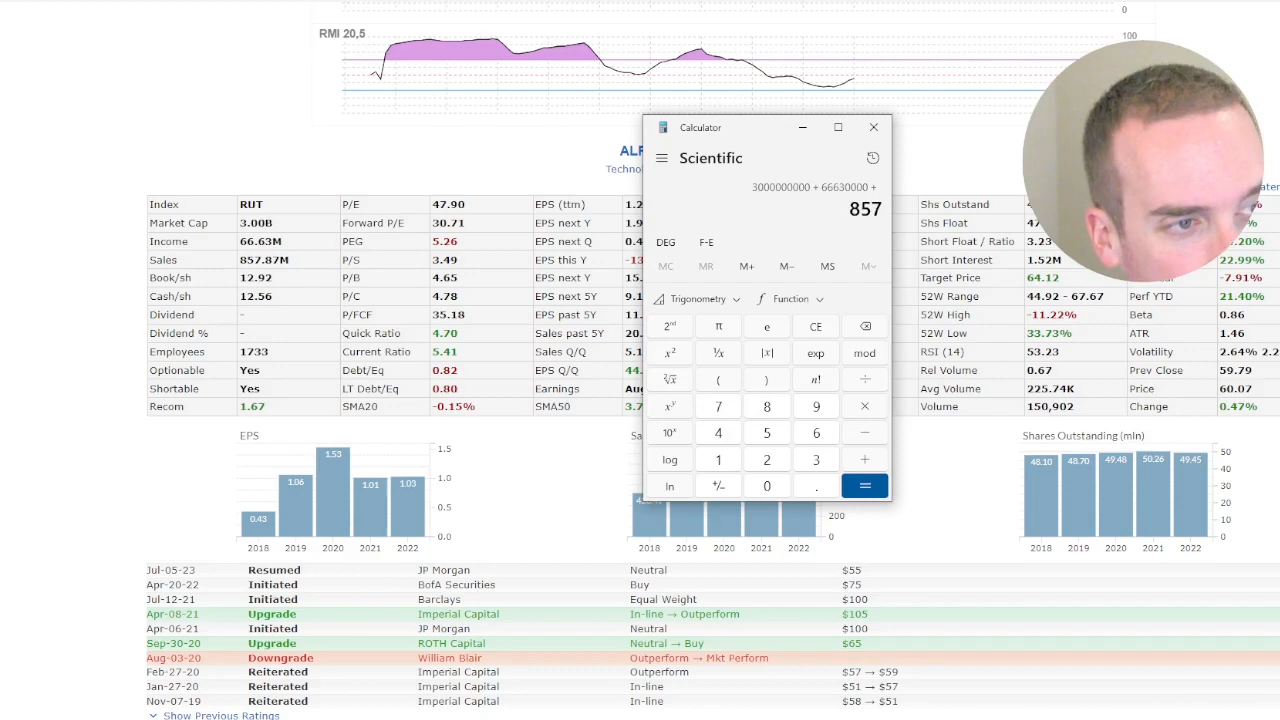 0
RMI 20,5
100
Calculator
Scientific
3000000000 + 66630000 +
857
DEG F-E
MC MR M+ M− MS M
Trigonometry Function
2nd π e CE
x² ¹⁄x |x| exp mod
²√x ( ) n! ÷
xʸ 7 8 9 ×
10ˣ 4 5 6 −
log 1 2 3 +
ln +/− 0 . =
Index RUT P/E 47.90 EPS (ttm) Shs Outstand
Market Cap 3.00B Forward P/E 30.71 EPS next Y Shs Float
Income 66.63M PEG 5.26 EPS next Q Short Float / Ratio 3.23
Sales 857.87M P/S 3.49 EPS this Y Short Interest 1.52M 22.99%
Book/sh 12.92 P/B 4.65 EPS next Y Target Price 64.12 -7.91%
Cash/sh 12.56 P/C 4.78 EPS next 5Y 52W Range 44.92 - 67.67 Perf YTD 21.40%
Dividend - P/FCF 35.18 EPS past 5Y 52W High -11.22% Beta 0.86
Dividend % - Quick Ratio 4.70 Sales past 5Y 52W Low 33.73% ATR 1.46
Employees 1733 Current Ratio 5.41 Sales Q/Q RSI (14) 53.23 Volatility 2.64%
Optionable Yes Debt/Eq 0.82 EPS Q/Q Rel Volume 0.67 Prev Close 59.79
Shortable Yes LT Debt/Eq 0.80 Earnings Avg Volume 225.74K Price 60.07
Recom 1.67 SMA20 -0.15% SMA50 Volume 150,902 Change 0.47%
EPS
1.53
1.06
1.01
1.03
0.43
1.5
1.0
0.5
0.0
2018 2019 2020 2021 2022
200
0
2018 2019 2020 2021 2022
Shares Outstanding (mln)
48.10 48.70 49.48 50.26 49.45
50
40
30
20
10
0
2018 2019 2020 2021 2022
Jul-05-23 Resumed JP Morgan Neutral $55
Apr-20-22 Initiated BofA Securities Buy $75
Jul-12-21 Initiated Barclays Equal Weight $100
Apr-08-21 Upgrade Imperial Capital In-line → Outperform $105
Apr-06-21 Initiated JP Morgan Neutral $100
Sep-30-20 Upgrade ROTH Capital Neutral → Buy $65
Aug-03-20 Downgrade William Blair Outperform → Mkt Perform
Feb-27-20 Reiterated Imperial Capital Outperform $57 → $59
Jan-27-20 Reiterated Imperial Capital In-line $51 → $57
Nov-07-19 Reiterated Imperial Capital In-line $58 → $51
Show Previous Ratings